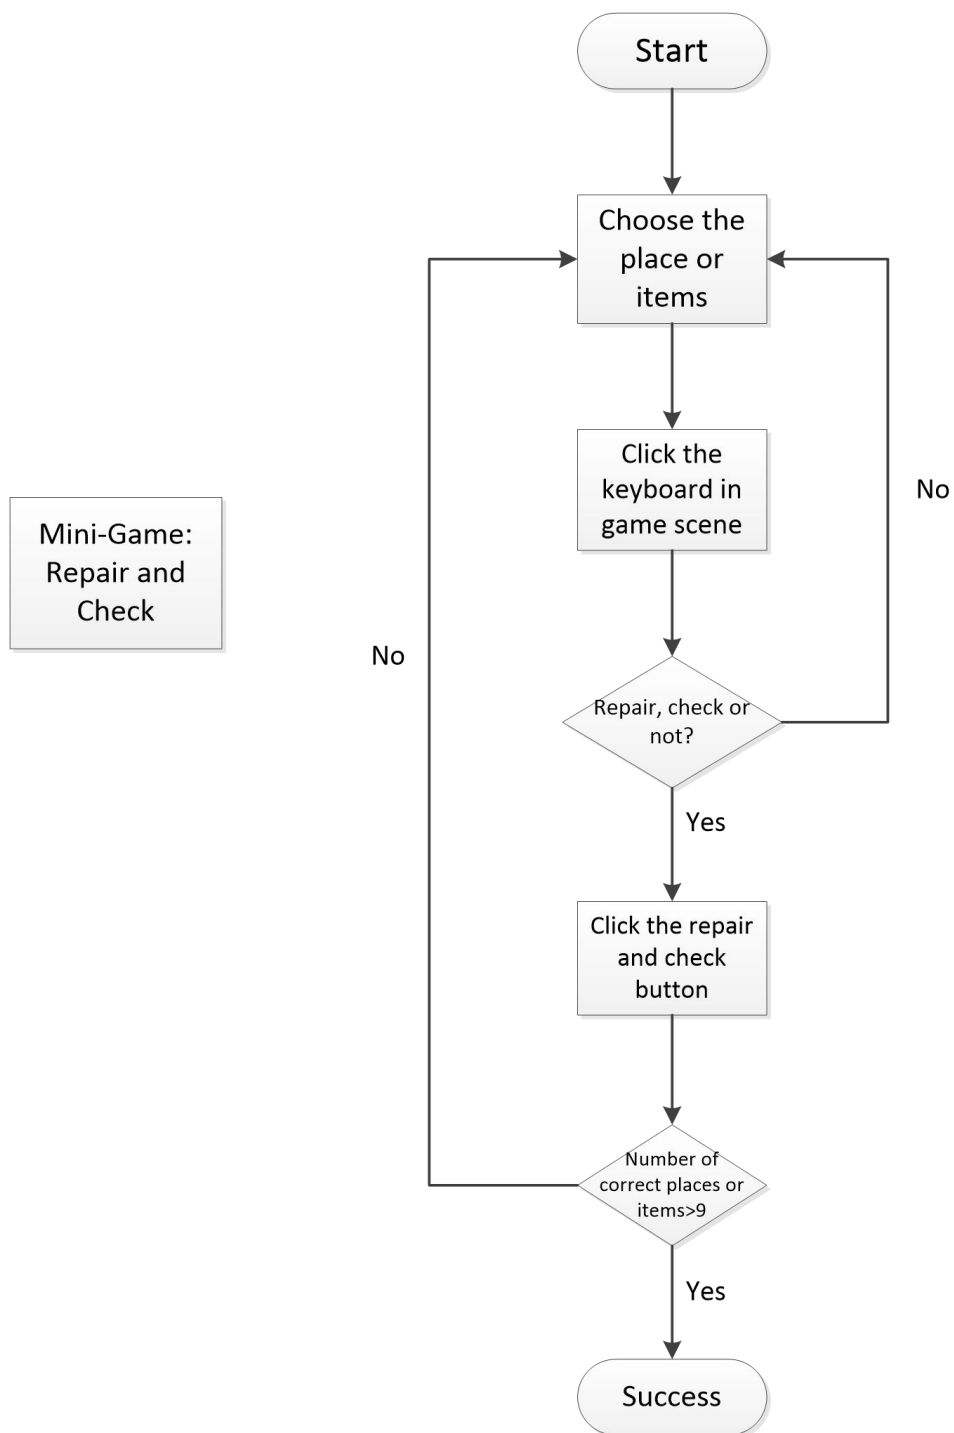 Start
Choose the
place or
items
Click the
keyboard in
game scene
No
Mini-Game:
Repair and
Check
No
Repair, check or
not?
Yes
Click the repair
and check
button
Number of
correct places or
items>9
Yes
Success